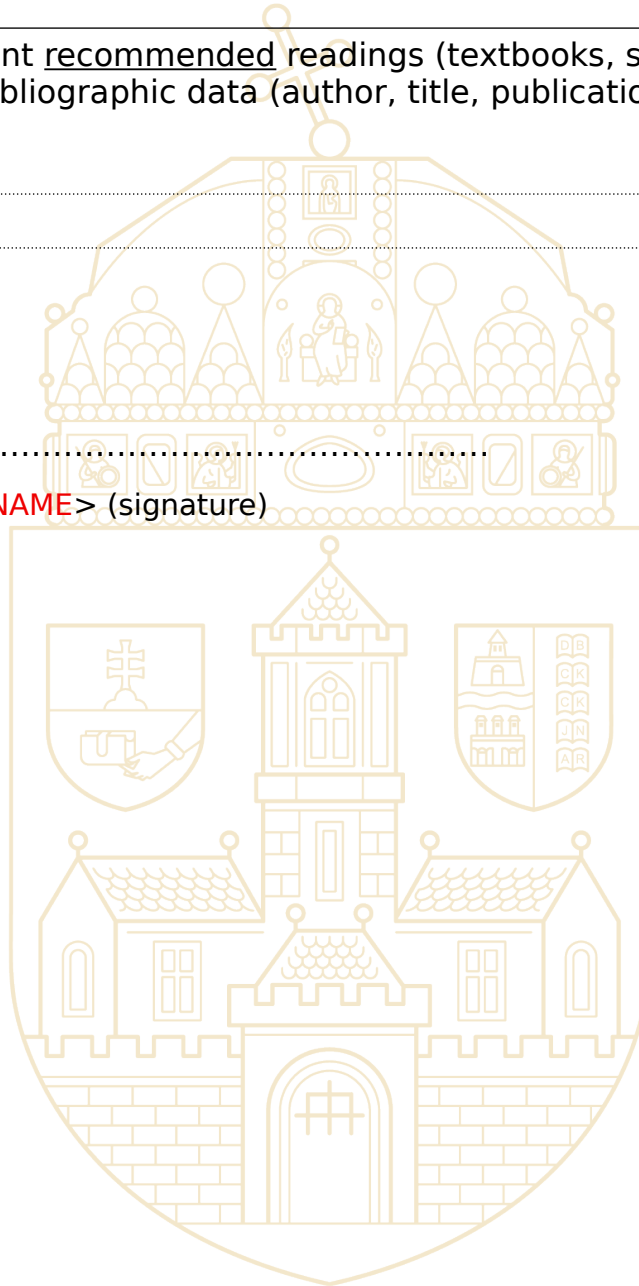 nt recommended readings (textbooks, s
bliographic data (author, title, publicatio
NAME> (signature)
D B
C K
C K
J N
A R